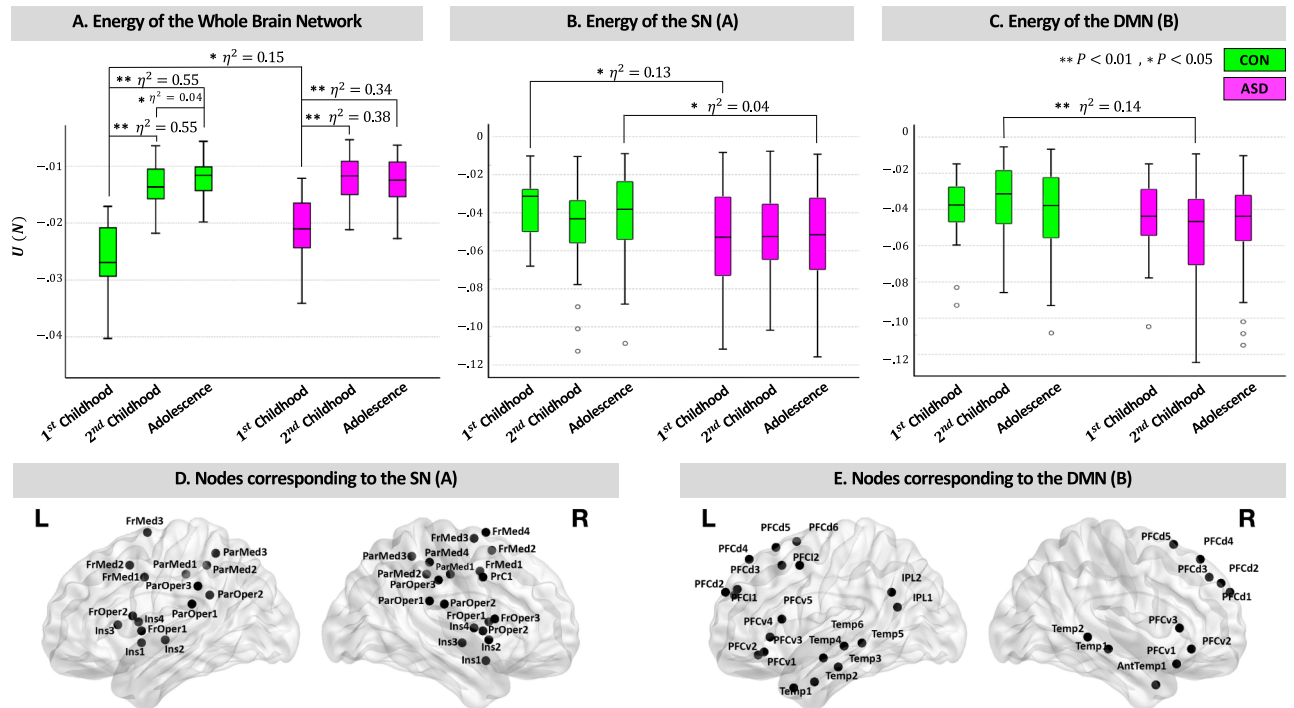 A. Energy of the Whole Brain Network
B. Energy of the SN (A)
C. Energy of the DMN (B)
* η² = 0.15
** η² = 0.55
* η² = 0.04
** η² = 0.55
** η² = 0.34
** η² = 0.38
U (N)
−.01
−.02
−.03
−.04
1st Childhood
2nd Childhood
Adolescence
1st Childhood
2nd Childhood
Adolescence
* η² = 0.13
* η² = 0.04
0
−.02
−.04
−.06
−.08
−.10
−.12
1st Childhood
2nd Childhood
Adolescence
1st Childhood
2nd Childhood
Adolescence
** P < 0.01 , * P < 0.05
CON
ASD
** η² = 0.14
0
−.02
−.04
−.06
−.08
−.10
−.12
1st Childhood
2nd Childhood
Adolescence
1st Childhood
2nd Childhood
Adolescence
D. Nodes corresponding to the SN (A)
L
FrMed3
ParMed3
FrMed2
ParMed1
ParMed2
FrMed1
ParOper3
ParOper2
ParOper1
FrOper2
Ins4
Ins3
FrOper1
Ins1
Ins2
R
FrMed4
FrMed3
FrMed2
ParMed3
ParMed4
FrMed1
ParMed1
ParMed2
PrC1
ParOper3
ParOper1
ParOper2
FrOper1
FrOper3
Ins4
PrOper2
Ins3
Ins2
Ins1
E. Nodes corresponding to the DMN (B)
L
PFCd5
PFCd6
PFCd4
PFCl2
PFCd3
PFCd2
PFCl1
IPL2
IPL1
PFCv5
PFCv4
Temp6
PFCv3
Temp4
Temp5
PFCv2
PFCv1
Temp3
Temp2
Temp1
R
PFCd5
PFCd4
PFCd2
PFCd3
PFCd1
Temp2
PFCv3
Temp1
PFCv2
PFCv1
AntTemp1